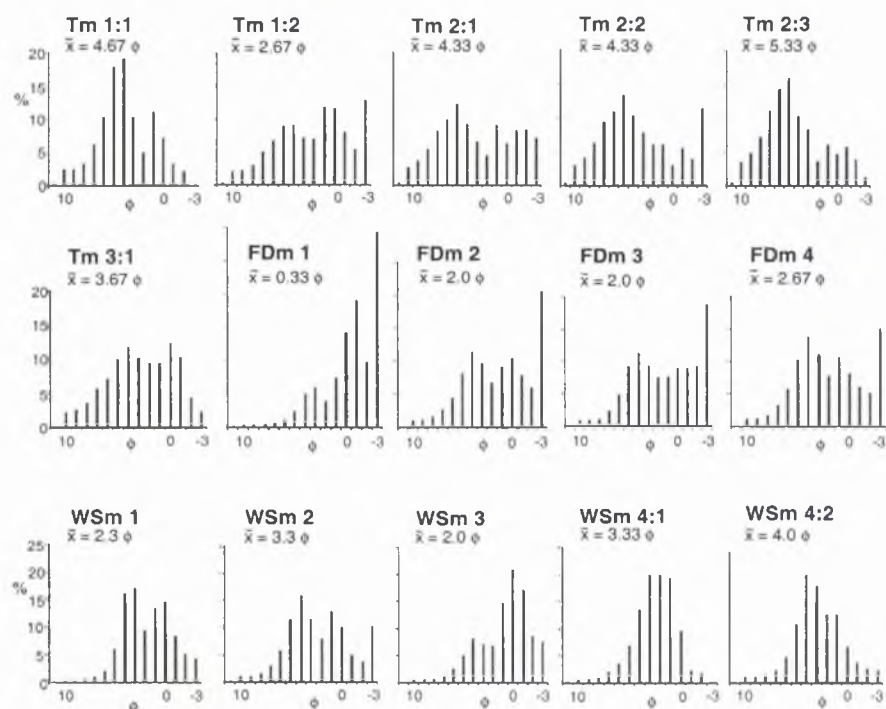 Tm 1:1 Tm 1:2 Tm 2:1 Tm 2:2 Tm 2:3
x̄ = 4.67 φ x̄ = 2.67 φ x̄ = 4.33 φ x̄ = 4.33 φ x̄ = 5.33 φ
20
15
%
10
5
0
10 φ 0 -3 10 φ 0 -3 10 φ 0 -3 10 φ 0 -3 10 φ 0 -3
Tm 3:1 FDm 1 FDm 2 FDm 3 FDm 4
x̄ = 3.67 φ x̄ = 0.33 φ x̄ = 2.0 φ x̄ = 2.0 φ x̄ = 2.67 φ
20
15
10
5
0
10 φ 0 -3 10 φ 0 -3 10 φ 0 -3 10 φ 0 -3 10 φ 0 -3
WSm 1 WSm 2 WSm 3 WSm 4:1 WSm 4:2
x̄ = 2.3 φ x̄ = 3.3 φ x̄ = 2.0 φ x̄ = 3.33 φ x̄ = 4.0 φ
25
20
%
15
10
5
0
10 φ 0 -3 10 φ 0 -3 10 φ 0 -3 10 φ 0 -3 10 φ 0 -3